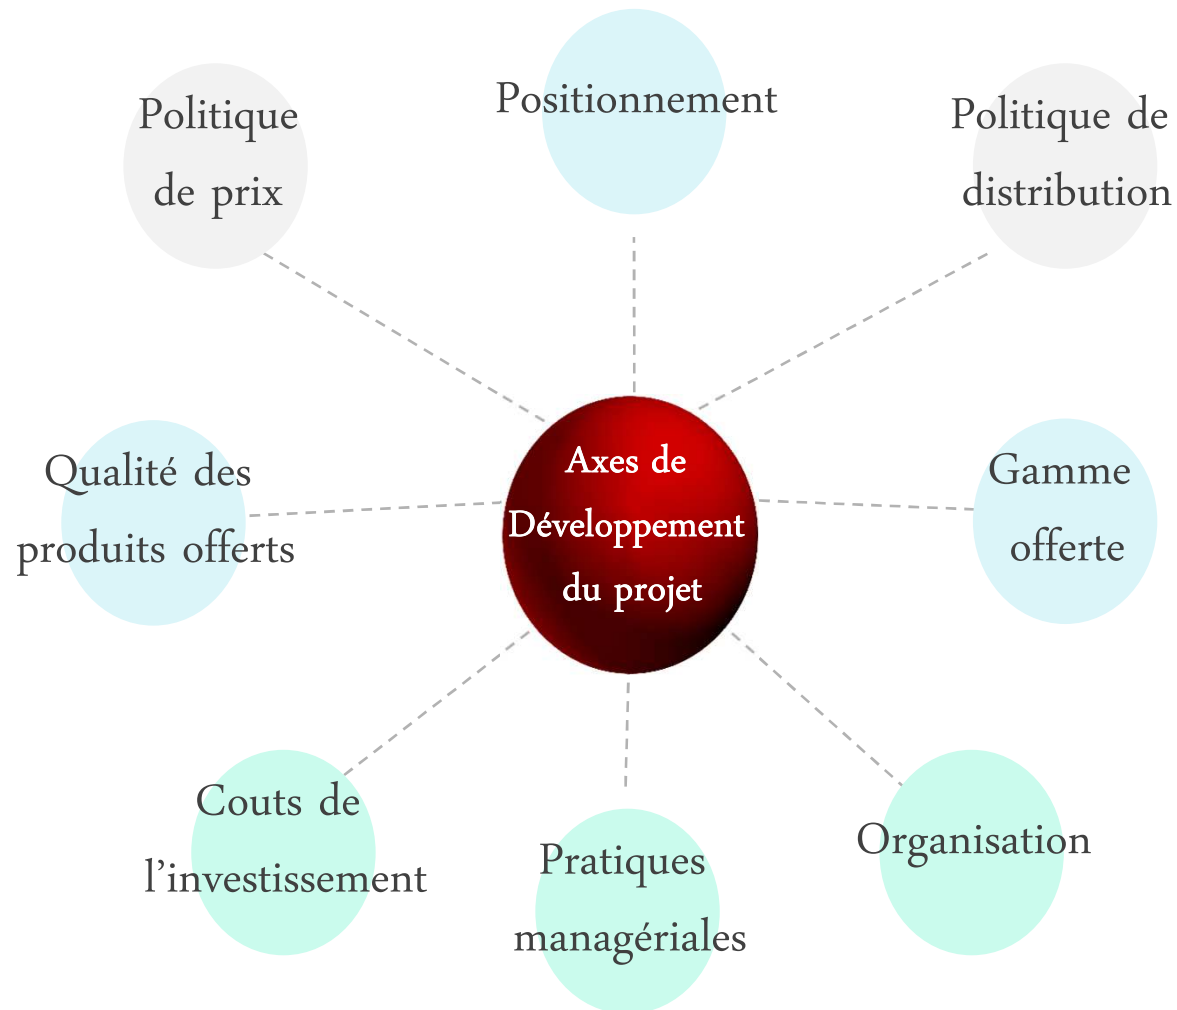 Positionnement
Politique
de prix
Politique de
distribution
Axes de
Développement
du projet
Qualité des
produits offerts
Gamme
offerte
Couts de
l'investissement
Pratiques
managériales
Organisation